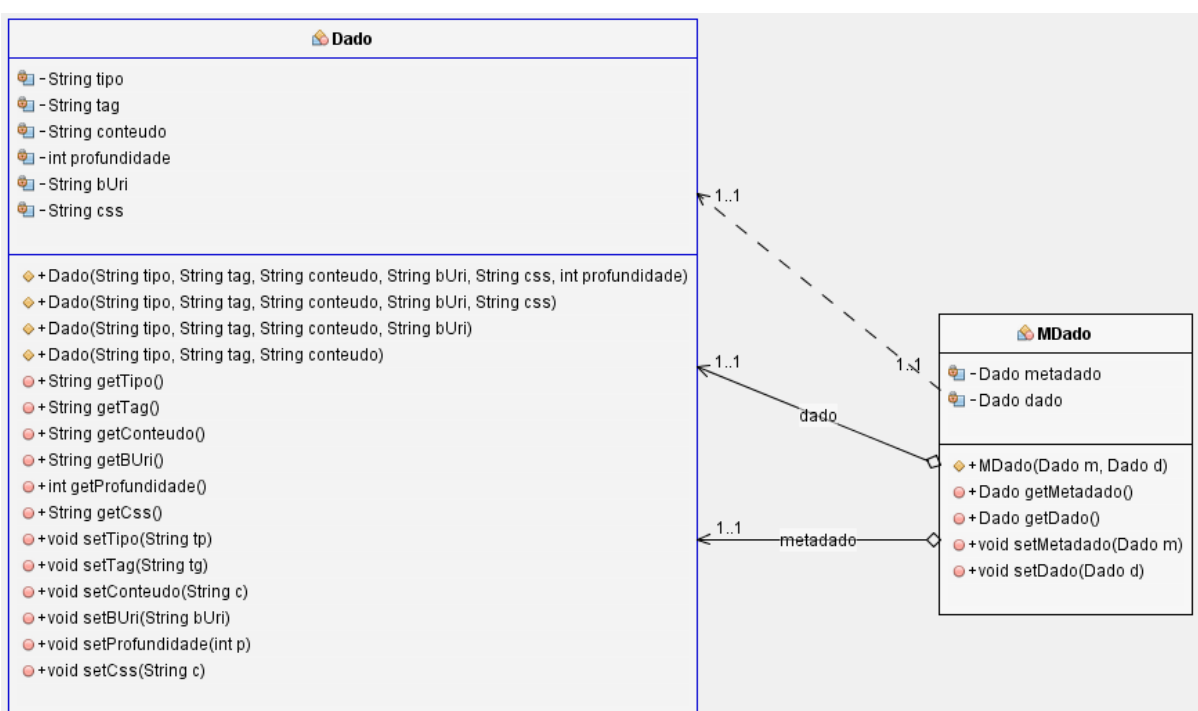 Dado
-String tipo
-String tag
-String conteudo
-int profundidade
-String bUri
-String css
+Dado(String tipo, String tag, String conteudo, String bUri, String css, int profundidade)
+Dado(String tipo, String tag, String conteudo, String bUri, String css)
+Dado(String tipo, String tag, String conteudo, String bUri)
+Dado(String tipo, String tag, String conteudo)
+String getTipo()
+String getTag()
+String getConteudo()
+String getBUri()
+int getProfundidade()
+String getCss()
+void setTipo(String tp)
+void setTag(String tg)
+void setConteudo(String c)
+void setBUri(String bUri)
+void setProfundidade(int p)
+void setCss(String c)
1..1
1..1
1..1
dado
1..1
metadado
MDado
-Dado metadado
-Dado dado
+MDado(Dado m, Dado d)
+Dado getMetadado()
+Dado getDado()
+void setMetadado(Dado m)
+void setDado(Dado d)